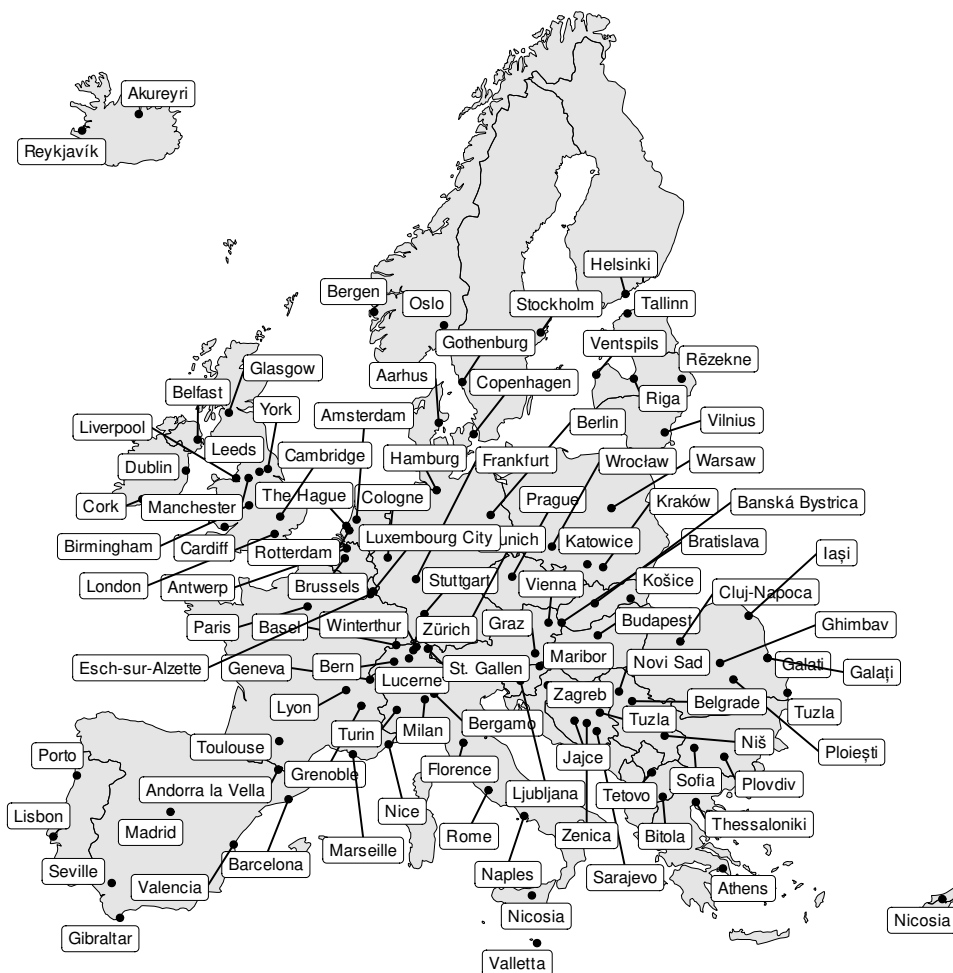 Akureyri
Reykjavík
Helsinki
Bergen
Oslo
Stockholm
Tallinn
Gothenburg
Ventspils
Rēzekne
Glasgow
Aarhus
Copenhagen
Belfast
Riga
York
Amsterdam
Berlin
Vilnius
Liverpool
Leeds
Cambridge
Hamburg
Frankfurt
Wrocław
Warsaw
Dublin
The Hague
Cologne
Prague
Kraków
Banská Bystrica
Cork
Manchester
Luxembourg City
unich
Katowice
Bratislava
Birmingham
Cardiff
Rotterdam
Iași
London
Antwerp
Brussels
Stuttgart
Vienna
Košice
Cluj-Napoca
Paris
Basel
Winterthur
Zürich
Graz
Budapest
Ghimbav
Esch-sur-Alzette
Geneva
Bern
St. Gallen
Maribor
Novi Sad
Galați
Galați
Lucerne
Lyon
Zagreb
Belgrade
Tuzla
Turin
Milan
Bergamo
Tuzla
Niš
Ploiești
Porto
Toulouse
Grenoble
Florence
Jajce
Andorra la Vella
Ljubljana
Tetovo
Sofia
Plovdiv
Lisbon
Madrid
Nice
Rome
Zenica
Bitola
Thessaloniki
Seville
Valencia
Barcelona
Marseille
Naples
Sarajevo
Athens
Gibraltar
Nicosia
Nicosia
Valletta